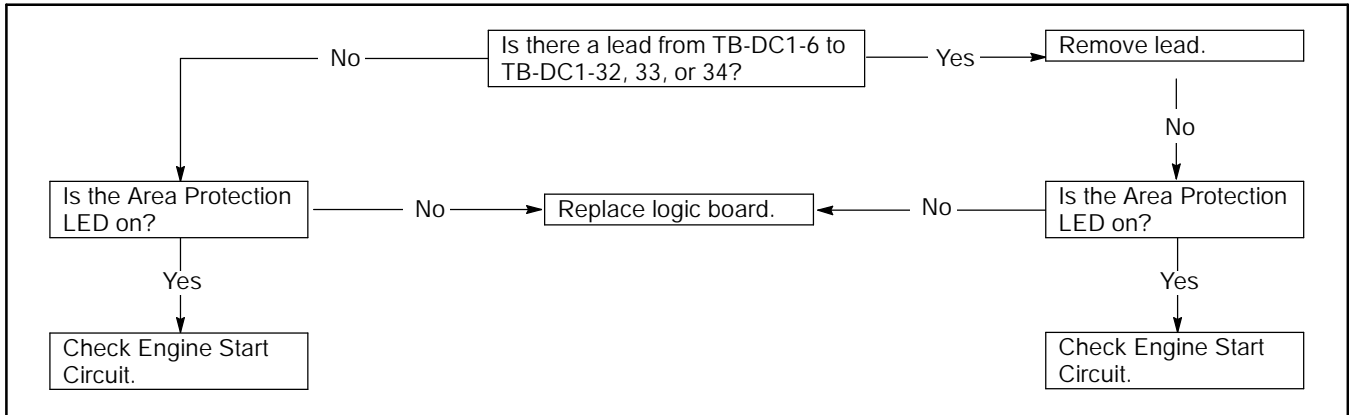 Is there a lead from TB-DC1-6 to
TB-DC1-32, 33, or 34?
No
Yes
Remove lead.
No
Is the Area Protection
LED on?
No
Replace logic board.
No
Is the Area Protection
LED on?
Yes
Yes
Check Engine Start
Circuit.
Check Engine Start
Circuit.